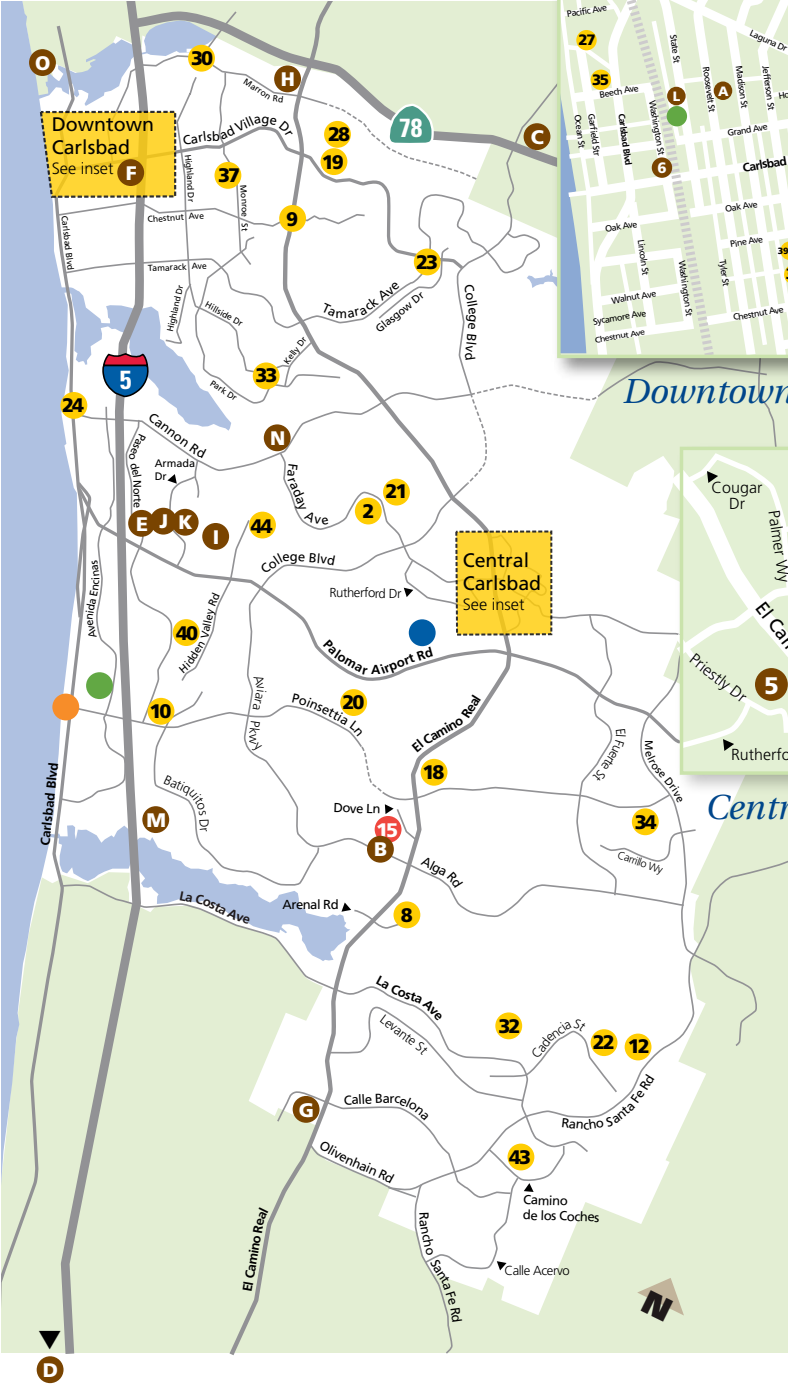 Pacific Ave
27
State St
Laguna Dr
30
O
H
Marron Rd
35
Beech Ave
L
A
Roosevelt St
Madison St
Jefferson St
Ho
Downtown
Carlsbad
See inset
F
Carlsbad Village Dr
28
19
78
C
Ocean St
Garfield Str
Carlsbad Blvd
Washington St
Grand Ave
6
Carlsbad
Highland Dr
37
Monroe St
Chestnut Ave
9
Oak Ave
Oak Ave
Pine Ave
39
Lincoln St
Washington St
Tyler St
Walnut Ave
Sycamore Ave
Chestnut Ave
Chestnut Ave
Carlsbad Blvd
Tamarack Ave
23
Tamarack Ave
Glasgow Dr
College Blvd
Highland Dr
Hillside Dr
Kelly Dr
5
33
Park Dr
Downtown
24
Cannon Rd
N
Paseo del Norte
Armada
Dr
Faraday Ave
21
2
E
J
K
I
44
Cougar
Dr
Palmer Wy
El Can
Priestly Dr
5
Rutherfo
Centr
College Blvd
Central
Carlsbad
See inset
Rutherford Dr
Avenida Encinas
40
Hidden Valley Rd
Palomar Airport Rd
Aviara Pkwy
20
Poinsettia Ln
10
El Camino Real
18
El Fuerte St
Melrose Drive
Carlsbad Blvd
Batiquitos Dr
M
Dove Ln
15
B
34
Carrillo Wy
Alga Rd
La Costa Ave
Arenal Rd
8
La Costa Ave
Levante St
32
Cadencia St
22
12
G
Calle Barcelona
Rancho Santa Fe Rd
Olivenhain Rd
43
Camino
de los Coches
El Camino Real
Rancho Santa Fe Rd
Calle Acervo
N
D